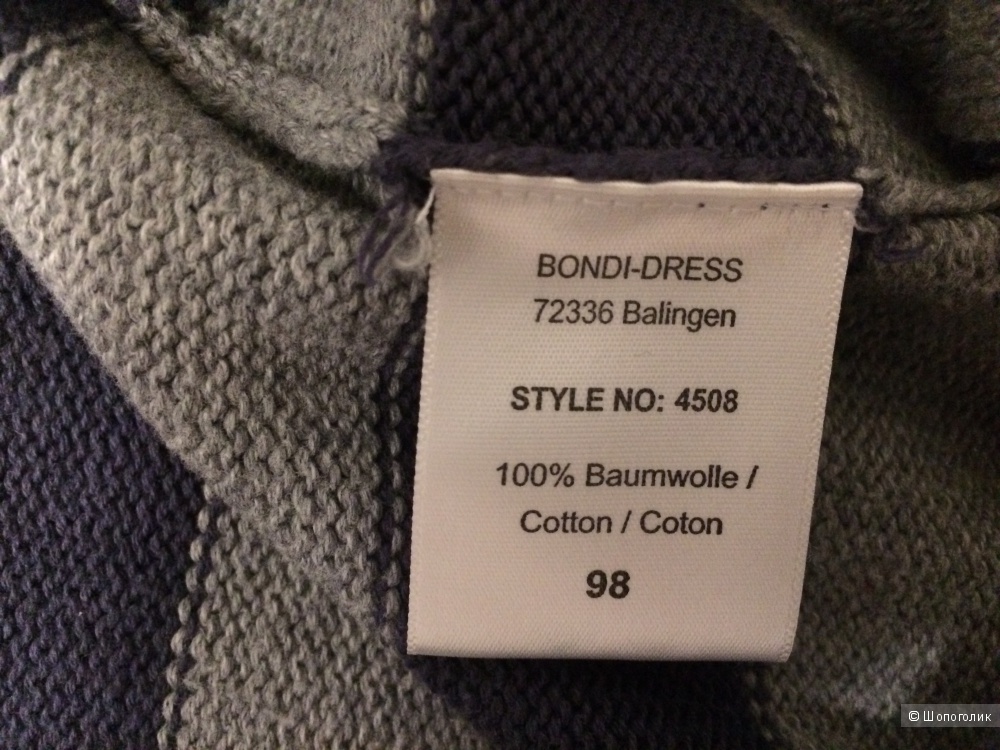 BONDI-DRESS
72336 Balingen
STYLE NO: 4508
100% Baumwolle /
Cotton / Coton
98
© Шопоголик